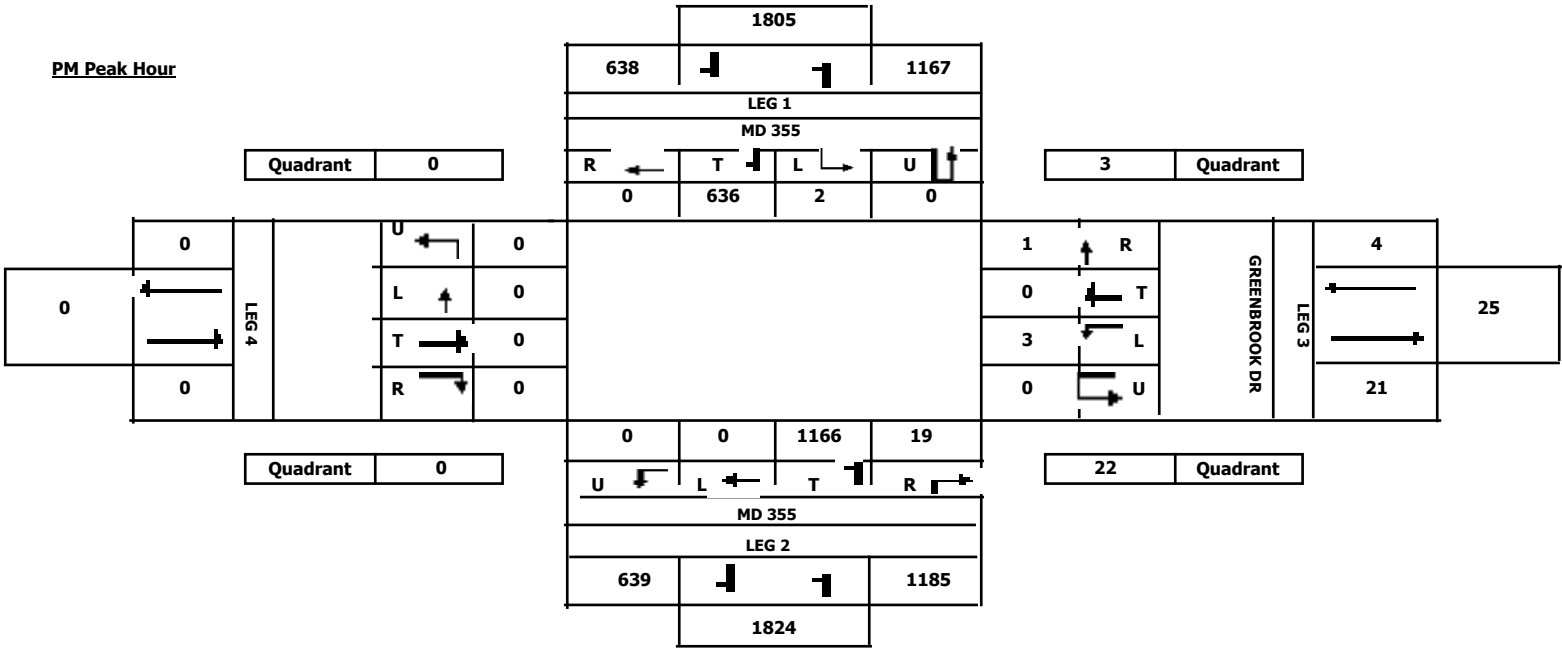 1805
PM Peak Hour
638 1167
LEG 1
MD 355
Quadrant 0
R T L U
3 Quadrant
0 636 2 0
0 U 0
1 R 4
0
L 0
0 T
25
LEG 4
GREENBROOK DR
LEG 3
T 0
3 L
0 R 0
0 U 21
0 0 1166 19
Quadrant 0
U L T R
22 Quadrant
MD 355
LEG 2
639 1185
1824